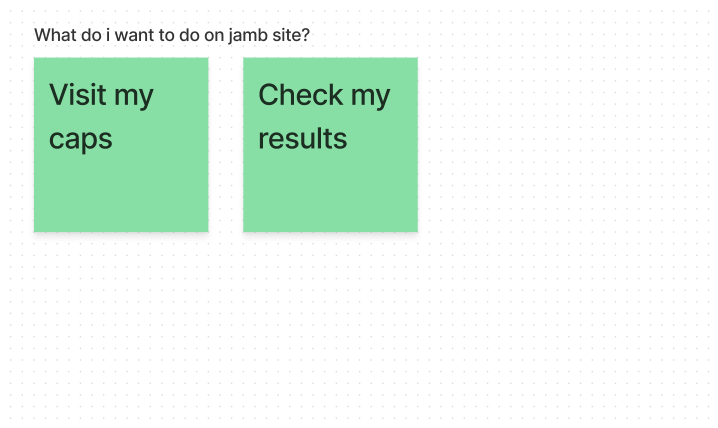 What do i want to do on jamb site?
Visit my
caps
Check my
results